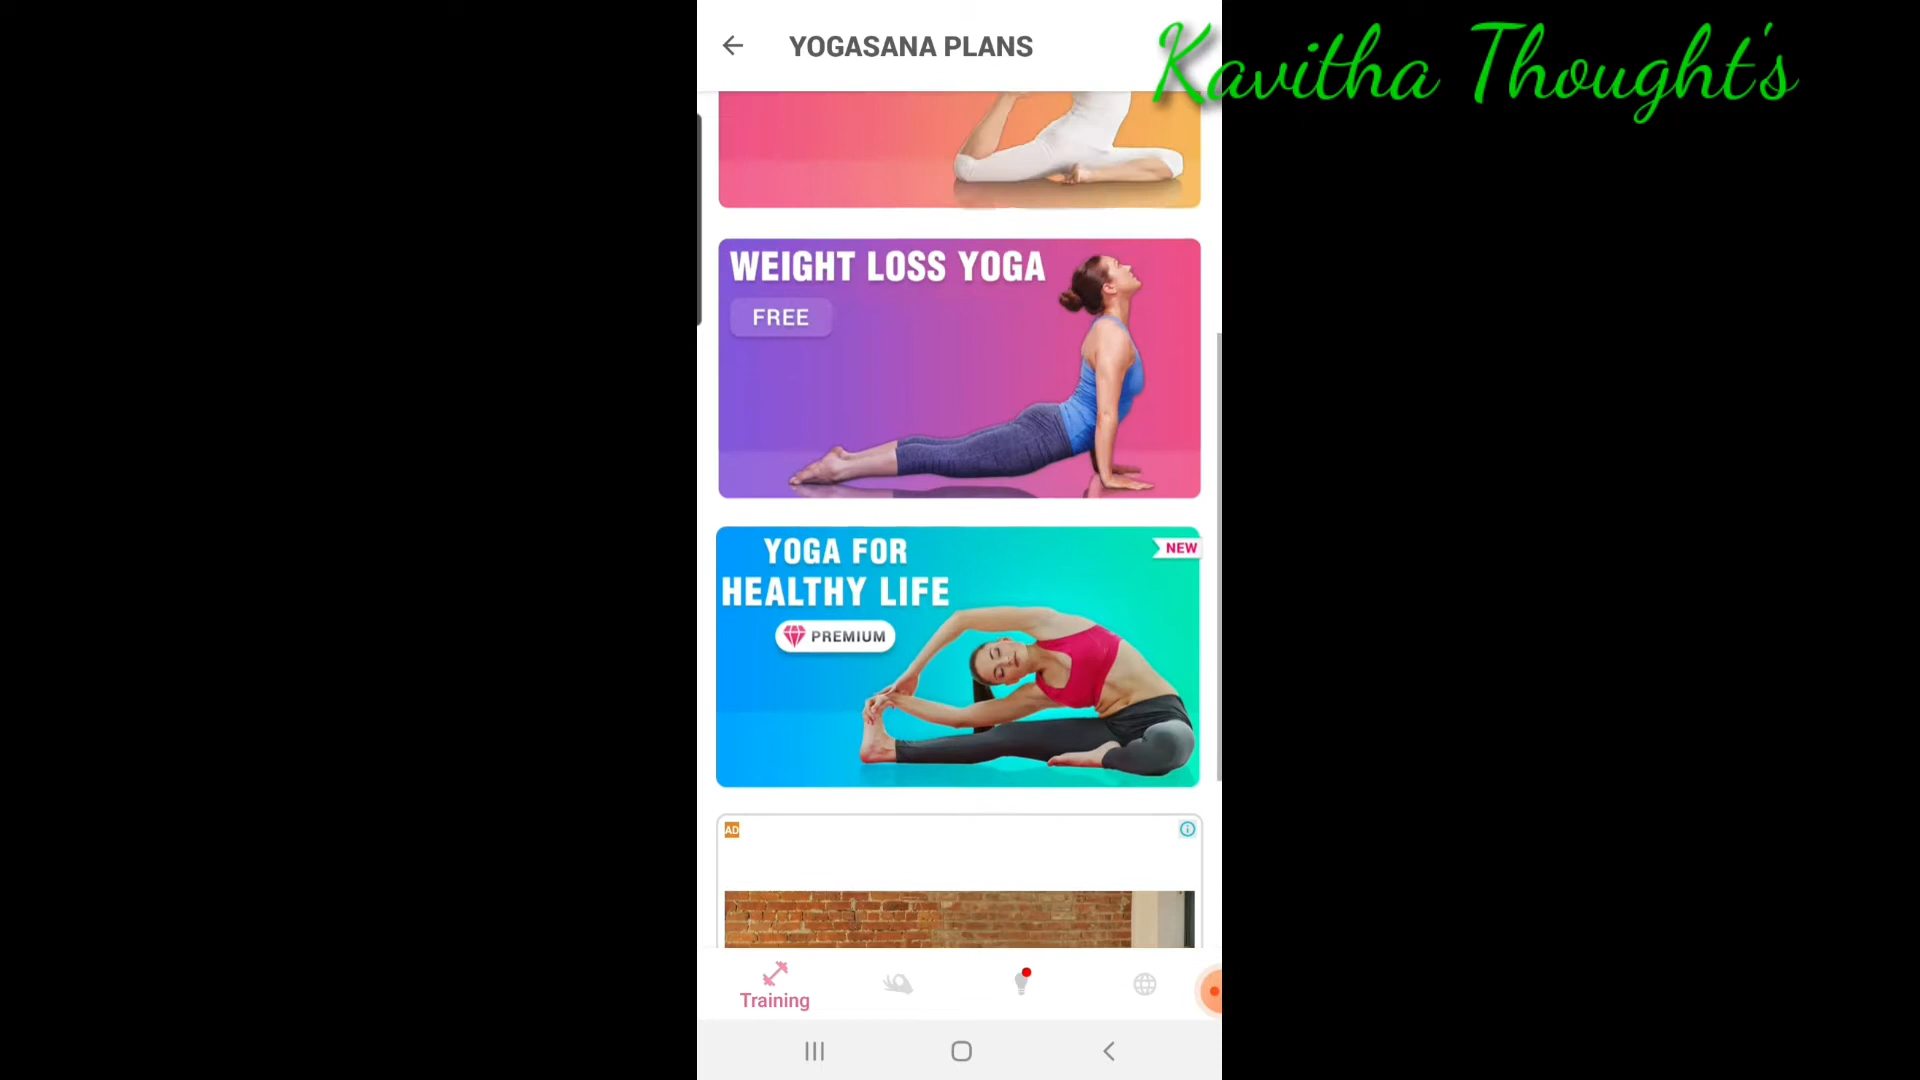 YOGASANA PLANS
Kavitha Thought's
WEIGHT LOSS YOGA
FREE
YOGA FOR
HEALTHY LIFE
NEW
PREMIUM
AD
Training